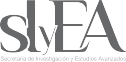 SIyEA
Secretaría de Investigación y Estudios Avanzados